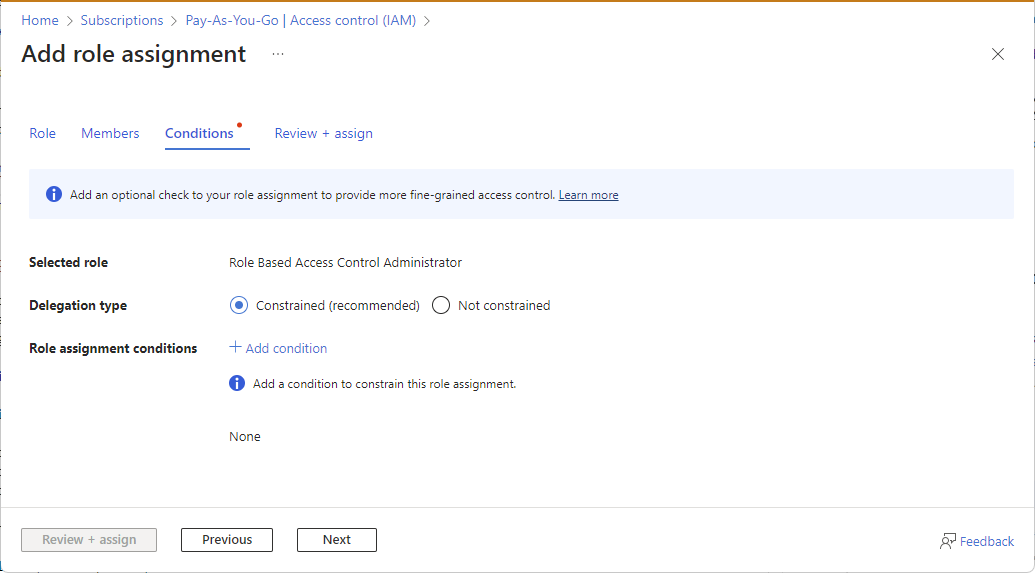 Home > Subscriptions > Pay-As-You-Go | Access control (IAM) >
Add role assignment ...
Role Members Conditions Review + assign
Add an optional check to your role assignment to provide more fine-grained access control. Learn more
Selected role Role Based Access Control Administrator
Delegation type Constrained (recommended) Not constrained
Role assignment conditions + Add condition
Add a condition to constrain this role assignment.
None
Review + assign Previous Next Feedback